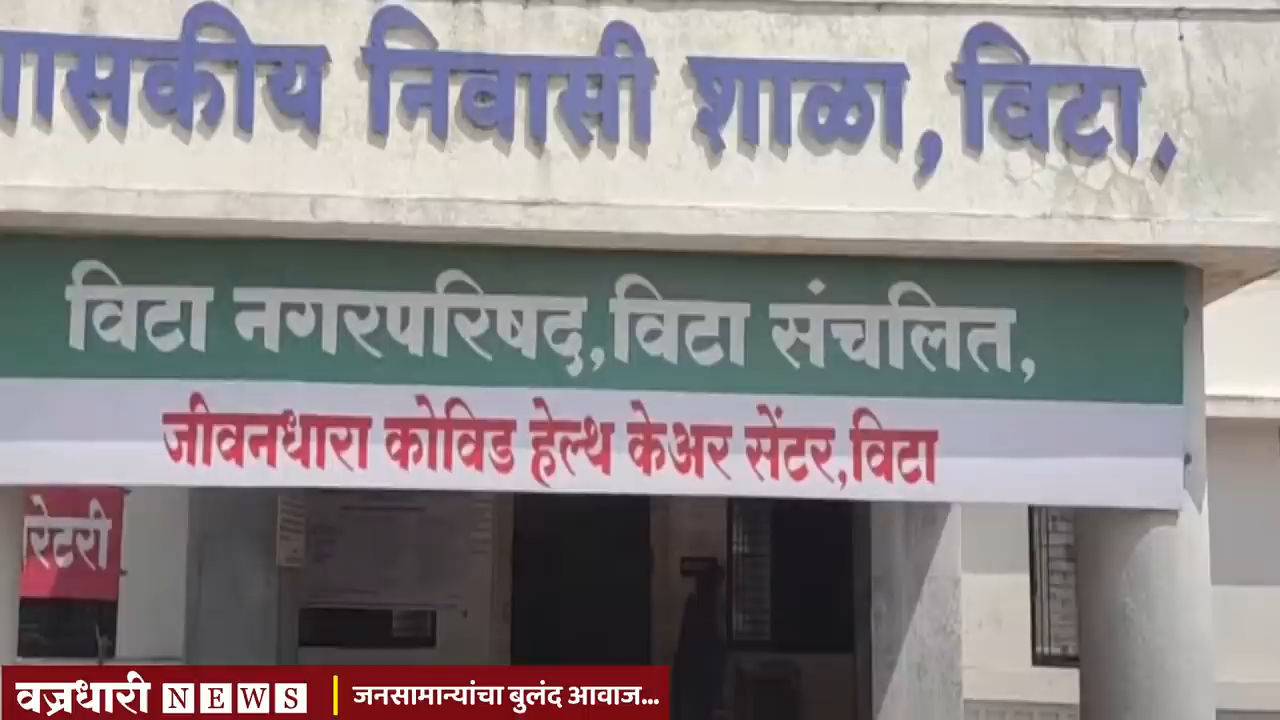 शासकीय निवासी शाळा, विटा.
विटा नगरपरिषद, विटा संचलित,
जीवनधारा कोविड हेल्थ केअर सेंटर, विटा
रेटरी
वज्रधारी NEWS | जनसामान्यांचा बुलंद आवाज...